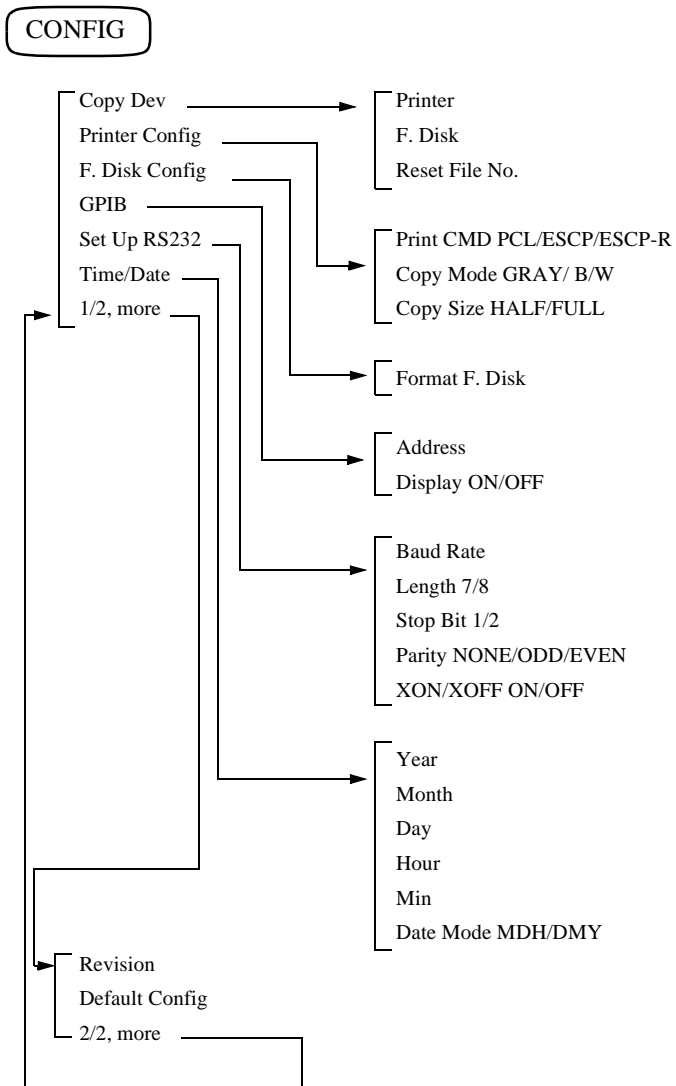 CONFIG
Copy Dev
Printer Config
F. Disk Config
GPIB
Set Up RS232
Time/Date
1/2, more
Printer
F. Disk
Reset File No.
Print CMD PCL/ESCP/ESCP-R
Copy Mode GRAY/ B/W
Copy Size HALF/FULL
Format F. Disk
Address
Display ON/OFF
Baud Rate
Length 7/8
Stop Bit 1/2
Parity NONE/ODD/EVEN
XON/XOFF ON/OFF
Year
Month
Day
Hour
Min
Date Mode MDH/DMY
Revision
Default Config
2/2, more